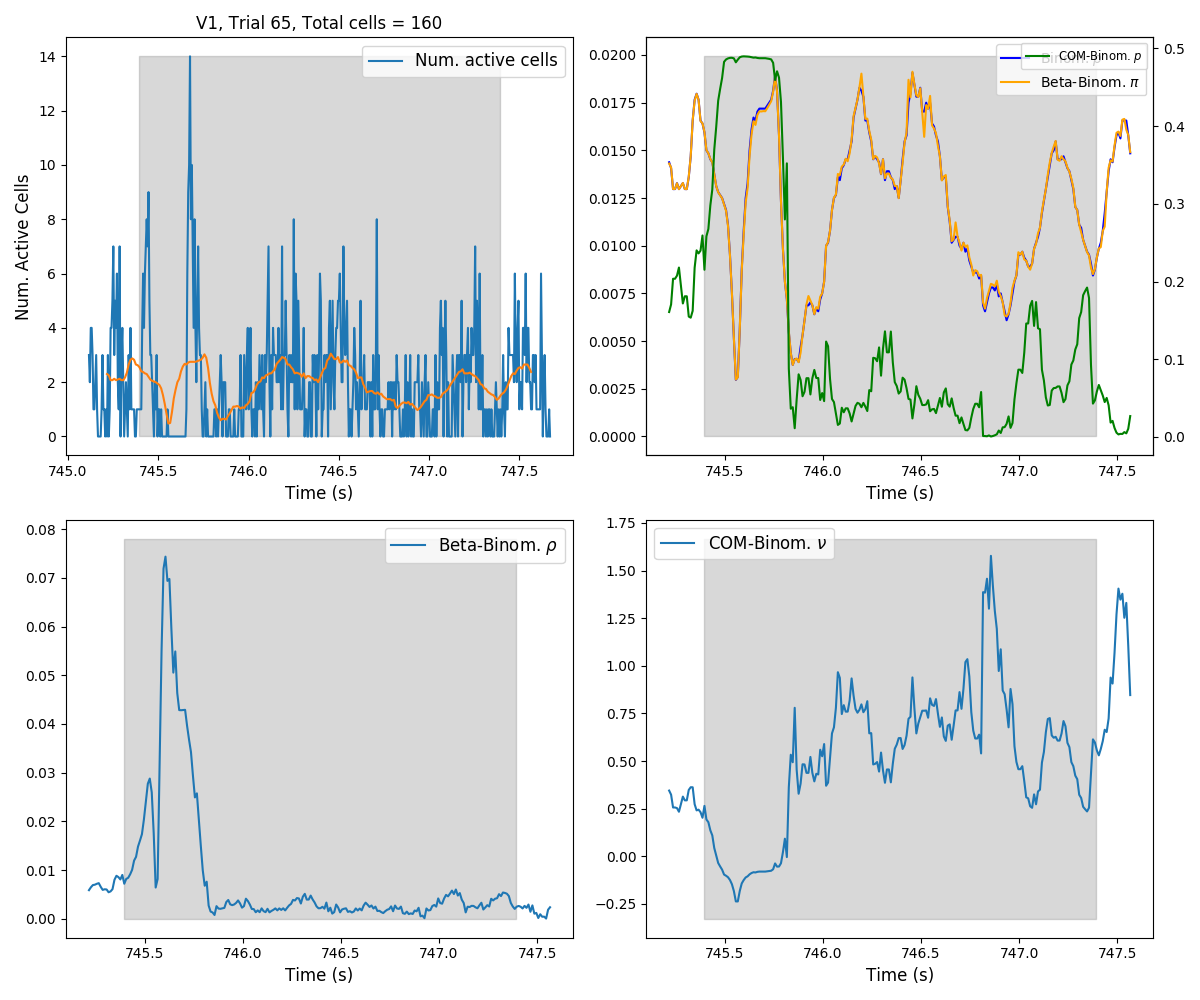 V1, Trial 65, Total cells = 160
Num. Active Cells
14
12
10
8
6
4
2
0
Num. active cells
745.0 745.5 746.0 746.5 747.0 747.5
Time (s)
0.0200
0.0175
0.0150
0.0125
0.0100
0.0075
0.0050
0.0025
0.0000
COM-Binom. p
Beta-Binom. π
0.5
0.4
0.3
0.2
0.1
0.0
745.5 746.0 746.5 747.0 747.5
Time (s)
0.08
0.07
0.06
0.05
0.04
0.03
0.02
0.01
0.00
Beta-Binom. ρ
745.5 746.0 746.5 747.0 747.5
Time (s)
1.75
1.50
1.25
1.00
0.75
0.50
0.25
0.00
−0.25
COM-Binom. ν
745.5 746.0 746.5 747.0 747.5
Time (s)